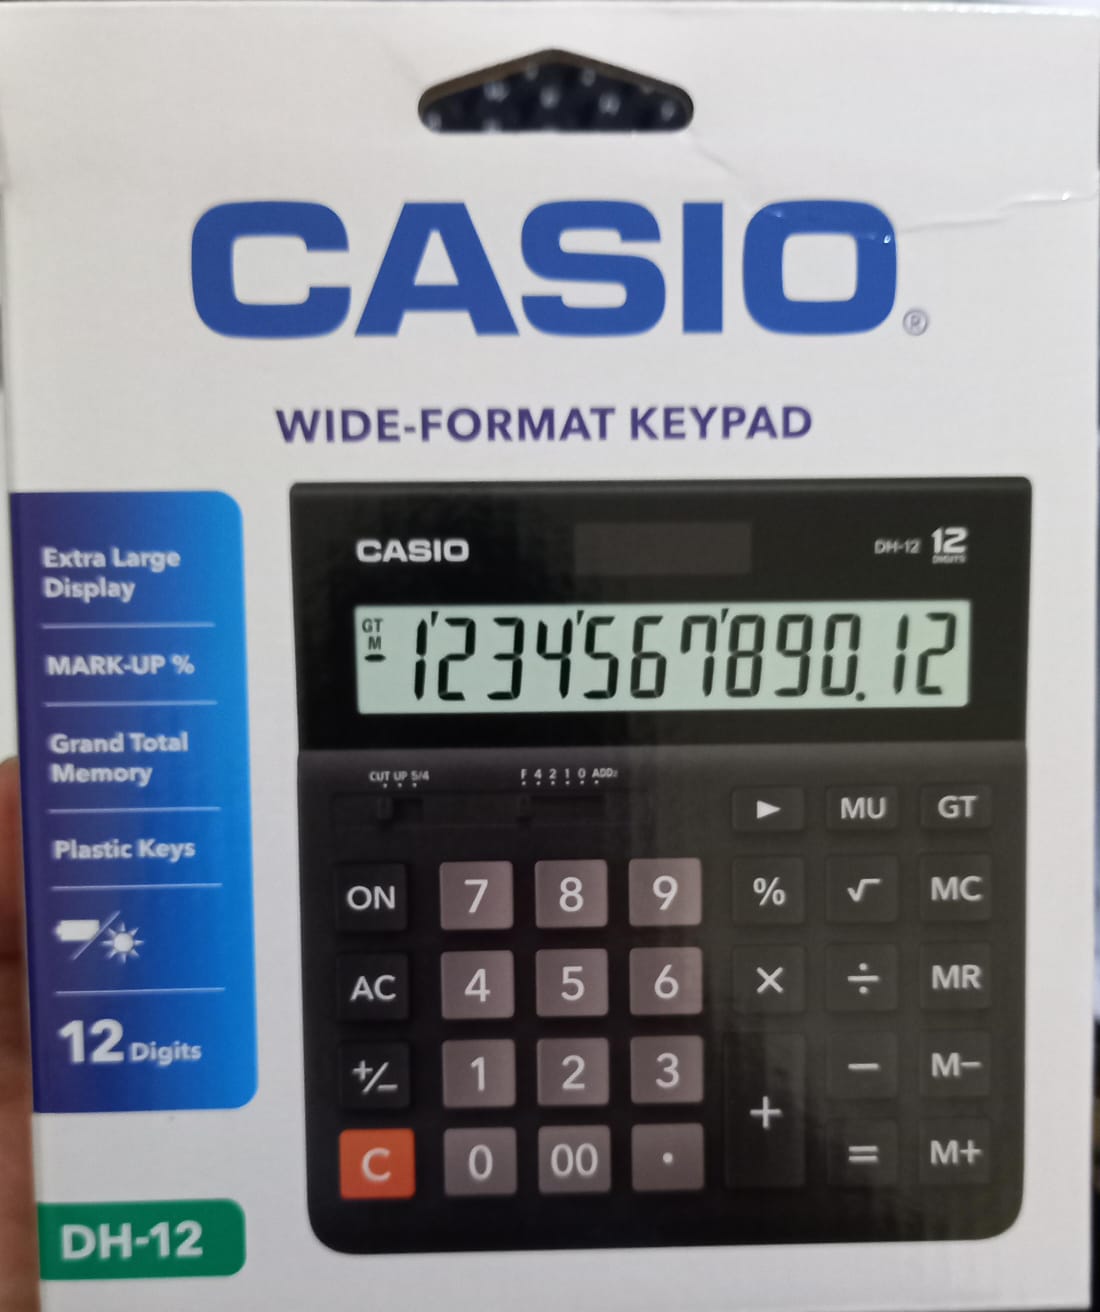 CASIO®
WIDE-FORMAT KEYPAD
Extra Large
Display
MARK-UP %
Grand Total
Memory
Plastic Keys
12 Digits
DH-12
CASIO
DH-12 12
DIGITS
GT
M
-
1'234'567'890.12
CUT UP 5/4
F 4 2 1 0 ADD2
▶ MU GT
ON 7 8 9 % √ MC
AC 4 5 6 × ÷ MR
+/− 1 2 3 + − M−
C 0 00 · = M+